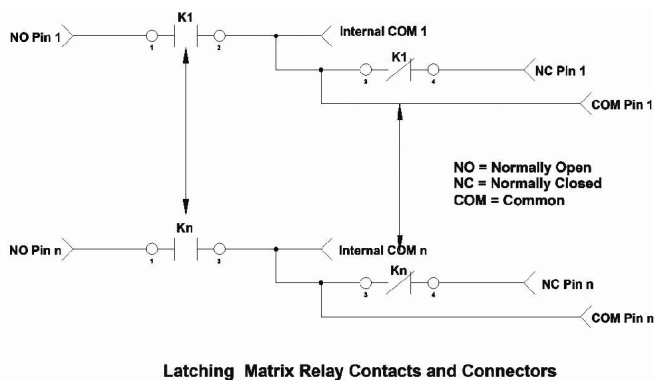 K1
NO Pin 1
1
2
Internal COM 1
K1
3
4
NC Pin 1
COM Pin 1
NO = Normally Open
NC = Normally Closed
COM = Common
Kn
NO Pin n
1
2
Internal COM n
Kn
3
4
NC Pin n
COM Pin n
Latching Matrix Relay Contacts and Connectors